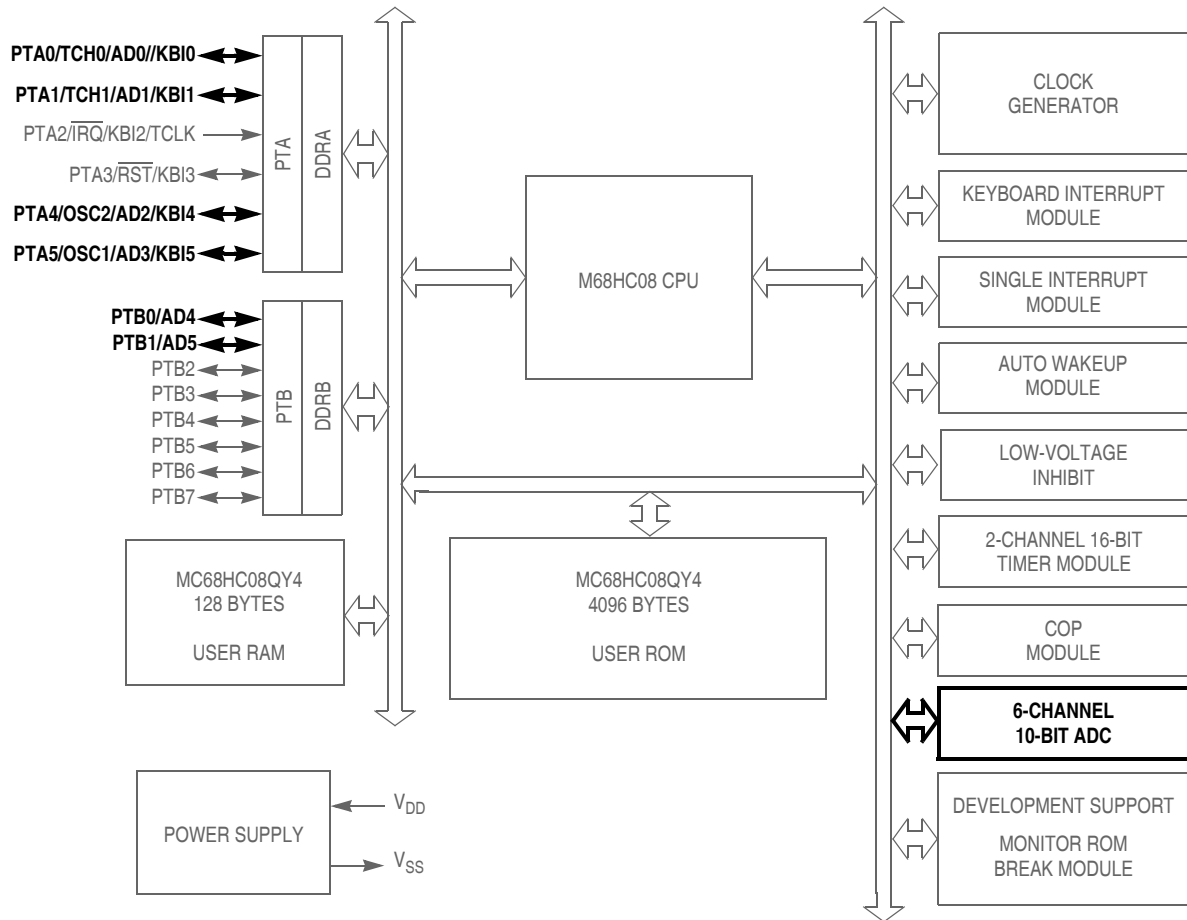 PTA0/TCH0/AD0//KBI0
PTA1/TCH1/AD1/KBI1
PTA2/IRQ/KBI2/TCLK
PTA3/RST/KBI3
PTA4/OSC2/AD2/KBI4
PTA5/OSC1/AD3/KBI5
PTA
DDRA
PTB0/AD4
PTB1/AD5
PTB2
PTB3
PTB4
PTB5
PTB6
PTB7
PTB
DDRB
MC68HC08QY4
128 BYTES
USER RAM
POWER SUPPLY
VDD
VSS
M68HC08 CPU
MC68HC08QY4
4096 BYTES
USER ROM
CLOCK
GENERATOR
KEYBOARD INTERRUPT
MODULE
SINGLE INTERRUPT
MODULE
AUTO WAKEUP
MODULE
LOW-VOLTAGE
INHIBIT
2-CHANNEL 16-BIT
TIMER MODULE
COP
MODULE
6-CHANNEL
10-BIT ADC
DEVELOPMENT SUPPORT
MONITOR ROM
BREAK MODULE